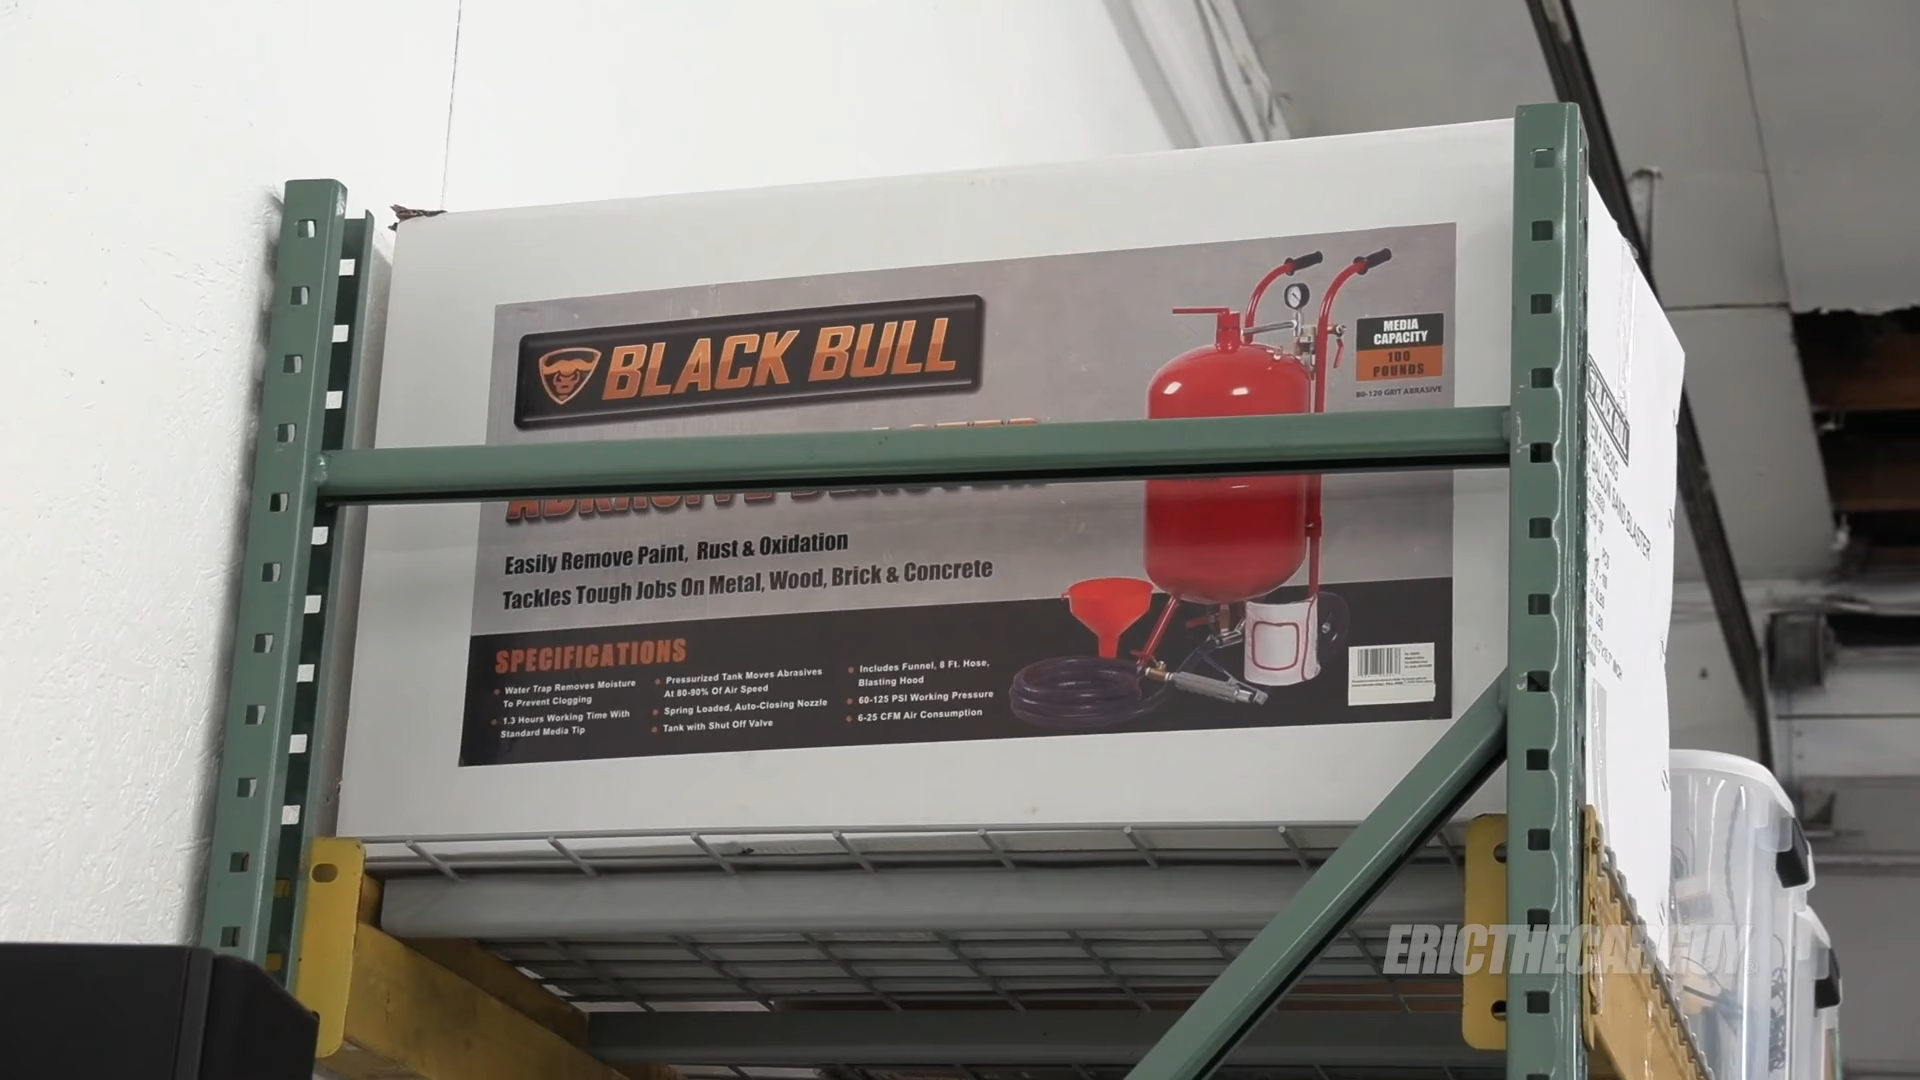 BLACK BULL
MEDIA
CAPACITY
100
POUNDS
80-120 GRIT ABRASIVE
ABRASIVE
Easily Remove Paint, Rust & Oxidation
Tackles Tough Jobs On Metal, Wood, Brick & Concrete
SPECIFICATIONS
Water Trap Removes Moisture
To Prevent Clogging
1.3 Hours Working Time With
Standard Media Tip
Pressurized Tank Moves Abrasives
At 80-90% Of Air Speed
Spring Loaded, Auto-Closing Nozzle
Tank with Shut Off Valve
Includes Funnel, 8 Ft. Hose,
Blasting Hood
60-125 PSI Working Pressure
6-25 CFM Air Consumption
GALLON SAND BLASTER
ERICTHECARGUY